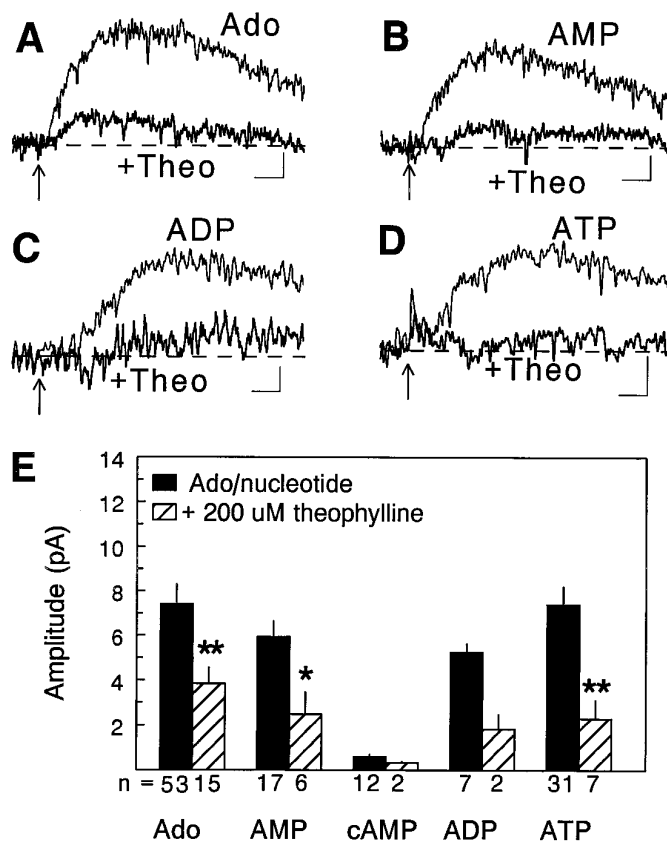 A
Ado
+Theo
B
AMP
+Theo
C
ADP
+Theo
D
ATP
+Theo
E
14
12
10
8
6
4
2
Amplitude (pA)
Ado/nucleotide
+ 200 uM theophylline
** * **
n = 53 15 17 6 12 2 7 2 31 7
Ado AMP cAMP ADP ATP